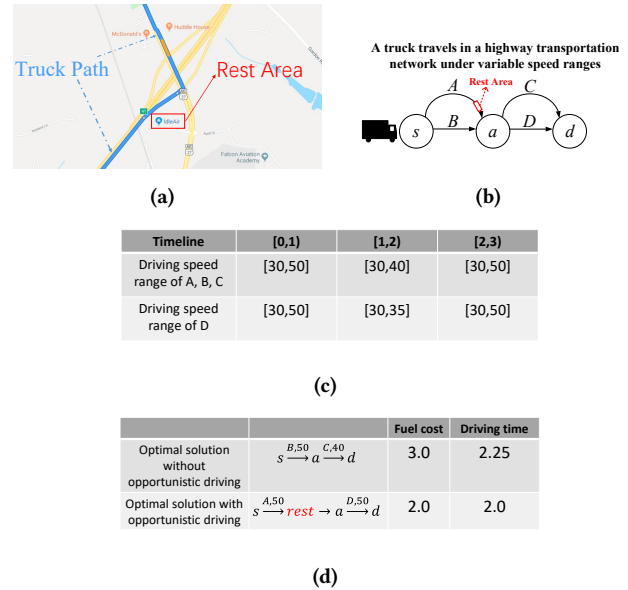 McDonald's
Huddle House
Truck Path
Rest Area
IdleAir
Falcon Aviation
Academy
(a)
A truck travels in a highway transportation
network under variable speed ranges
Rest Area
A
C
s
B
a
D
d
(b)
Timeline [0,1) [1,2) [2,3)
Driving speed
range of A, B, C [30,50] [30,40] [30,50]
Driving speed
range of D [30,50] [30,35] [30,50]
(c)
Fuel cost Driving time
Optimal solution
without
opportunistic driving
B,50 C,40
s → a → d 3.0 2.25
Optimal solution with
opportunistic driving
A,50 D,50
s → rest → a → d 2.0 2.0
(d)